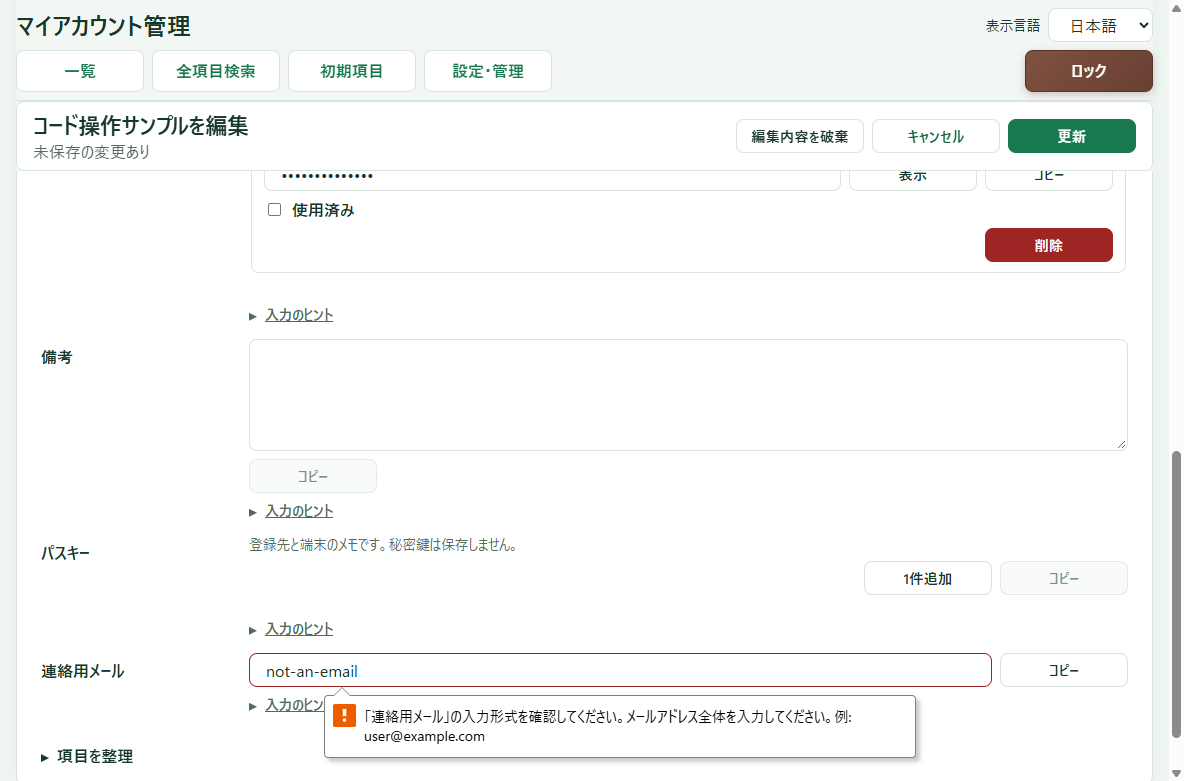 マイアカウント管理
表示言語 日本語
一覧 全項目検索 初期項目 設定・管理 ロック
コード操作サンプルを編集
未保存の変更あり
編集内容を破棄 キャンセル 更新
•••••••••••••• 表示 コピー
使用済み
削除
▶ 入力のヒント
備考
コピー
▶ 入力のヒント
パスキー
登録先と端末のメモです。秘密鍵は保存しません。
1件追加 コピー
▶ 入力のヒント
連絡用メール not-an-email コピー
▶ 入力のヒン
「連絡用メール」の入力形式を確認してください。メールアドレス全体を入力してください。例:
user@example.com
▶ 項目を整理